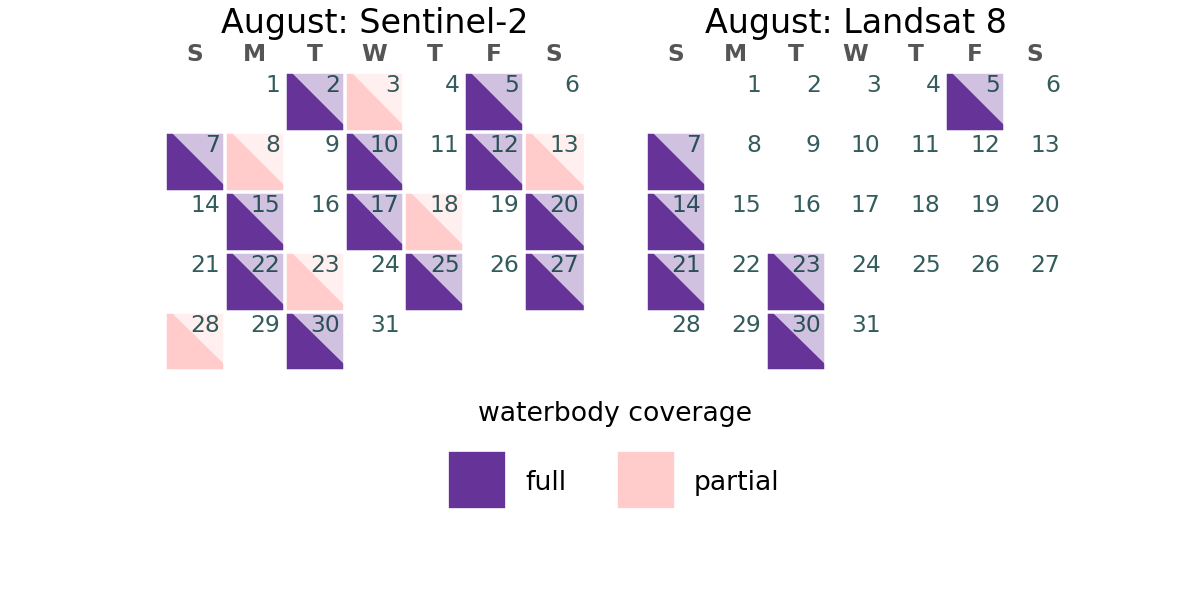 August: Sentinel-2
S M T W T F S
1 2 3 4 5 6
7 8 9 10 11 12 13
14 15 16 17 18 19 20
21 22 23 24 25 26 27
28 29 30 31
August: Landsat 8
S M T W T F S
1 2 3 4 5 6
7 8 9 10 11 12 13
14 15 16 17 18 19 20
21 22 23 24 25 26 27
28 29 30 31
waterbody coverage
full partial